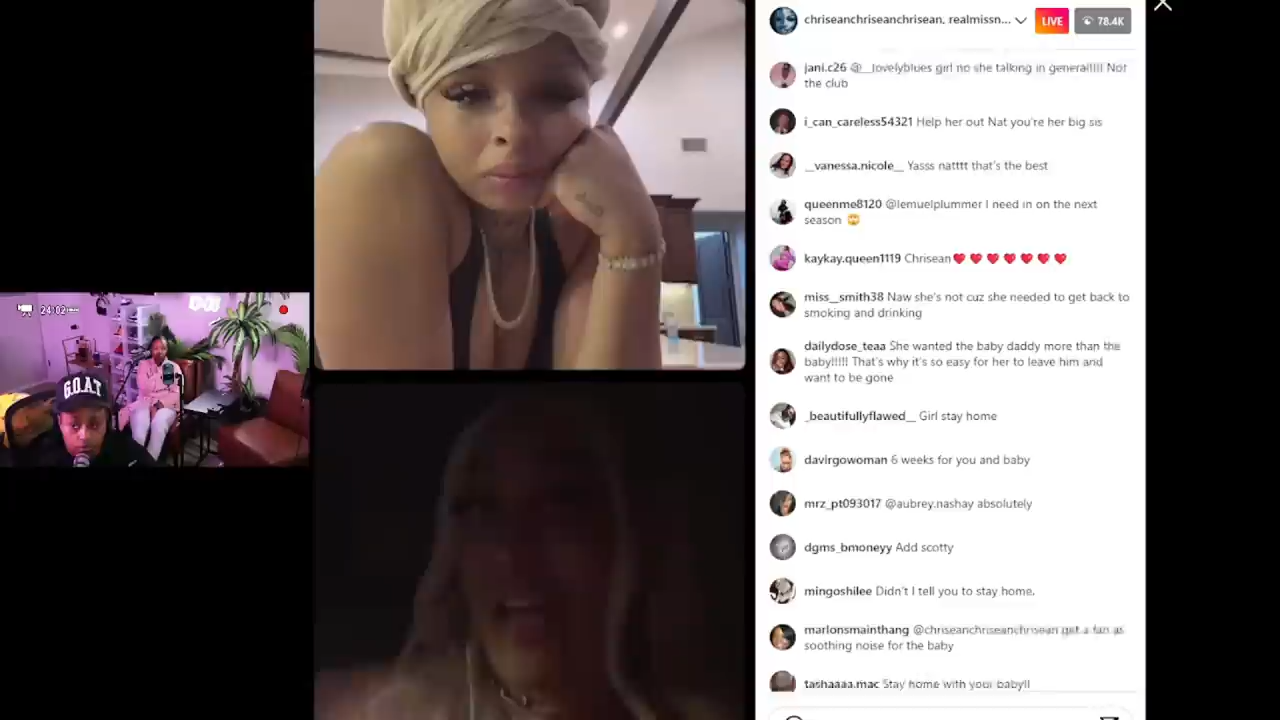 chriseanchriseanchrisean, realmissn...
LIVE
78.4K
jani.c26 @__lovelyblues girl no she talking in general!!!! Not
the club
i_can_careless54321 Help her out Nat you're her big sis
__vanessa.nicole__ Yasss natttt that's the best
queenme8120 @lemuelplummer I need in on the next
season 🙄
kaykay.queen1119 Chrisean❤️❤️❤️❤️❤️❤️❤️
miss__smith38 Naw she's not cuz she needed to get back to
smoking and drinking
dailydose_teaa She wanted the baby daddy more than the
baby!!!!! That's why it's so easy for her to leave him and
want to be gone
_beautifullyflawed__ Girl stay home
davirgowoman 6 weeks for you and baby
mrz_pt093017 @aubrey.nashay absolutely
dgms_bmoneyy Add scotty
mingoshilee Didn't I tell you to stay home.
marlonsmainthang @chriseanchriseanchrisean get a fan as
soothing noise for the baby
tashaaaa.mac Stay home with your baby!!
24:02
G.O.A.T